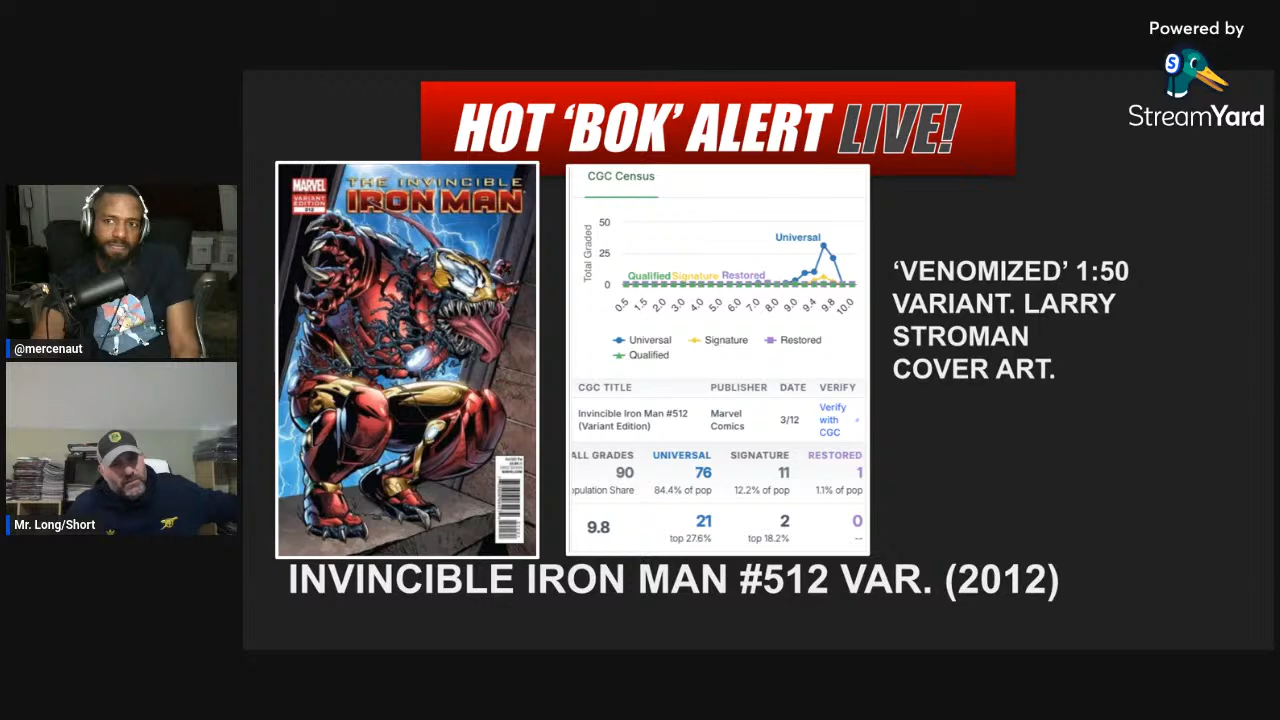 Powered by
StreamYard
HOT ‘BOK’ ALERT LIVE!
MARVEL
VARIANT EDITION
512
THE INVINCIBLE
IRON MAN
CGC Census
Total Graded
50
25
0
Universal
Qualified Signature Restored
0.5 1.5 2.0 3.0 4.0 5.0 6.0 7.0 8.0 9.0 9.4 9.8 10.0
Universal Signature Restored
Qualified
CGC TITLE PUBLISHER DATE VERIFY
Invincible Iron Man #512
(Variant Edition)
Marvel
Comics
3/12
Verify
with
CGC
ALL GRADES UNIVERSAL SIGNATURE RESTORED
90 76 11 1
opulation Share 84.4% of pop 12.2% of pop 1.1% of pop
9.8 21 2 0
top 27.6% top 18.2% --
‘VENOMIZED’ 1:50
VARIANT. LARRY
STROMAN
COVER ART.
@mercenaut
Mr. Long/Short
INVINCIBLE IRON MAN #512 VAR. (2012)